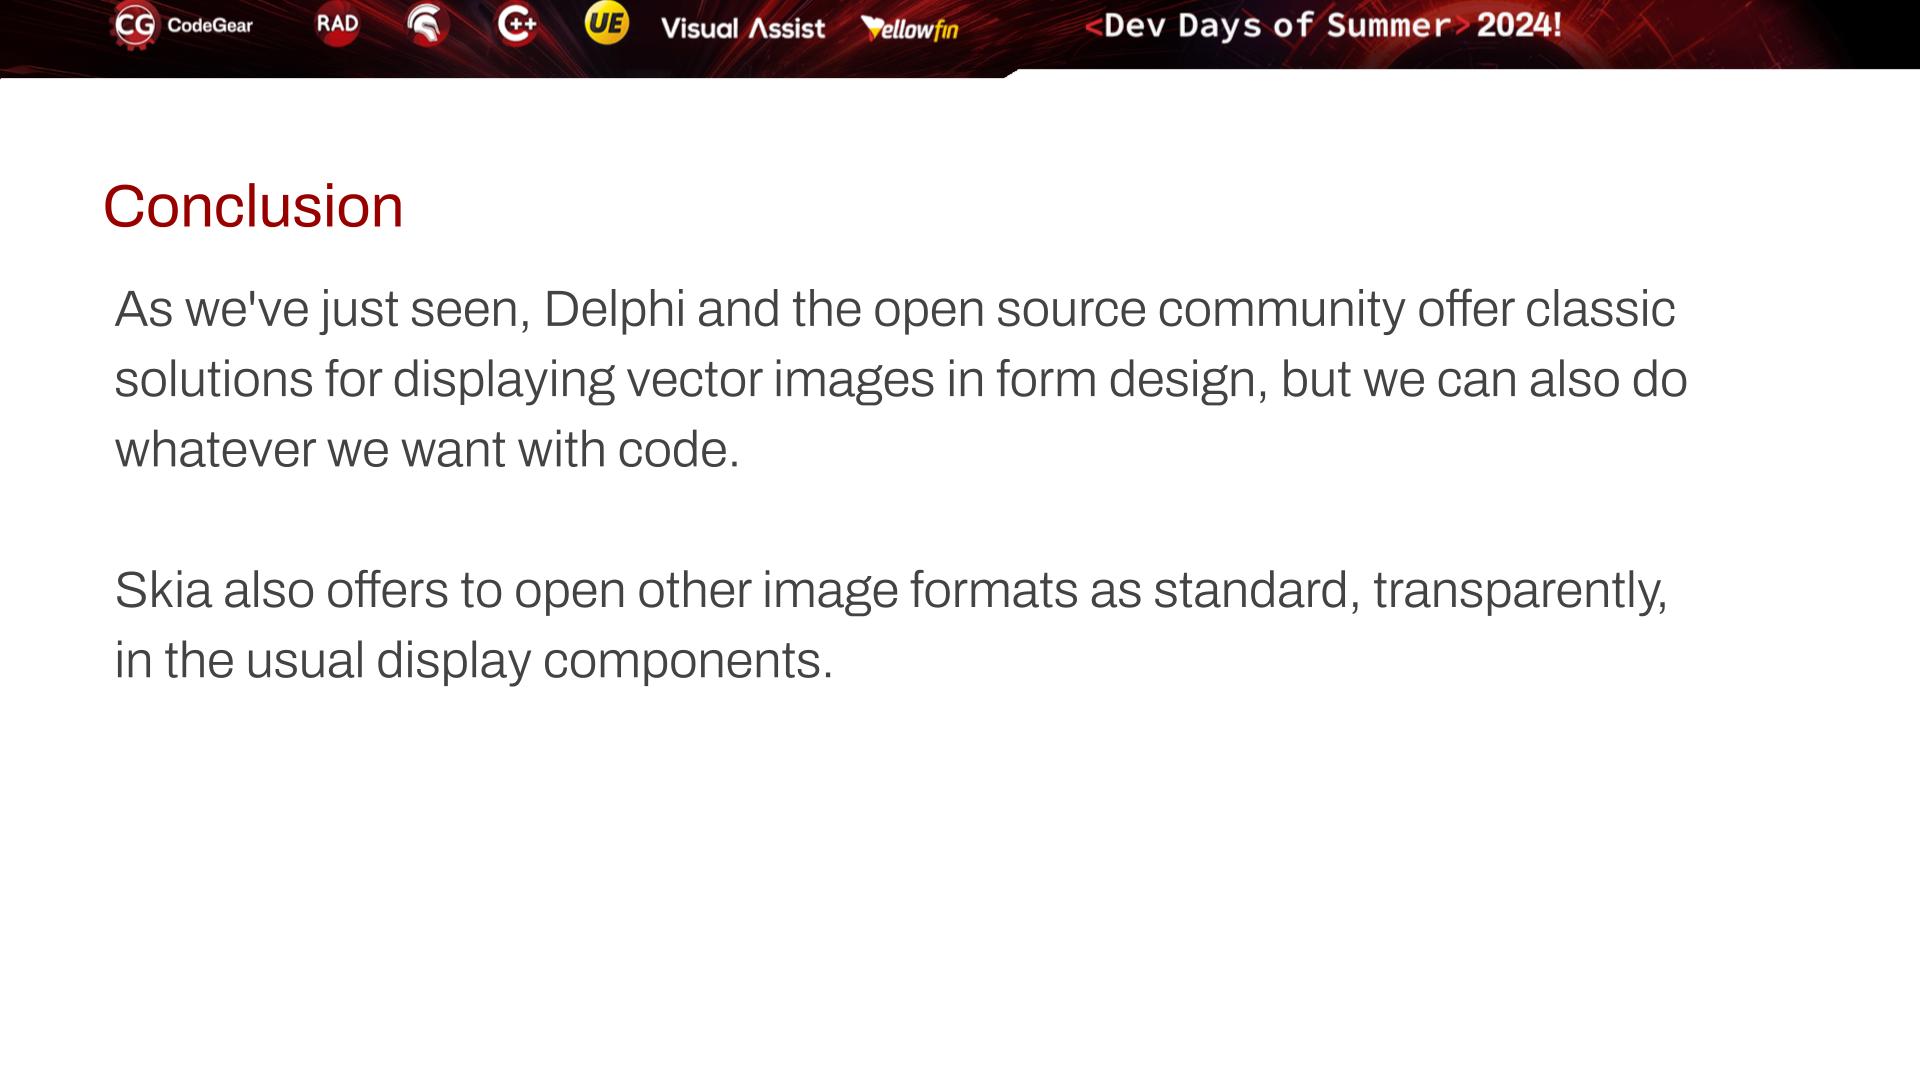 CG CodeGear RAD C++ UE Visual Assist Yellowfin <Dev Days of Summer> 2024!
Conclusion
As we've just seen, Delphi and the open source community offer classic
solutions for displaying vector images in form design, but we can also do
whatever we want with code.
Skia also offers to open other image formats as standard, transparently,
in the usual display components.